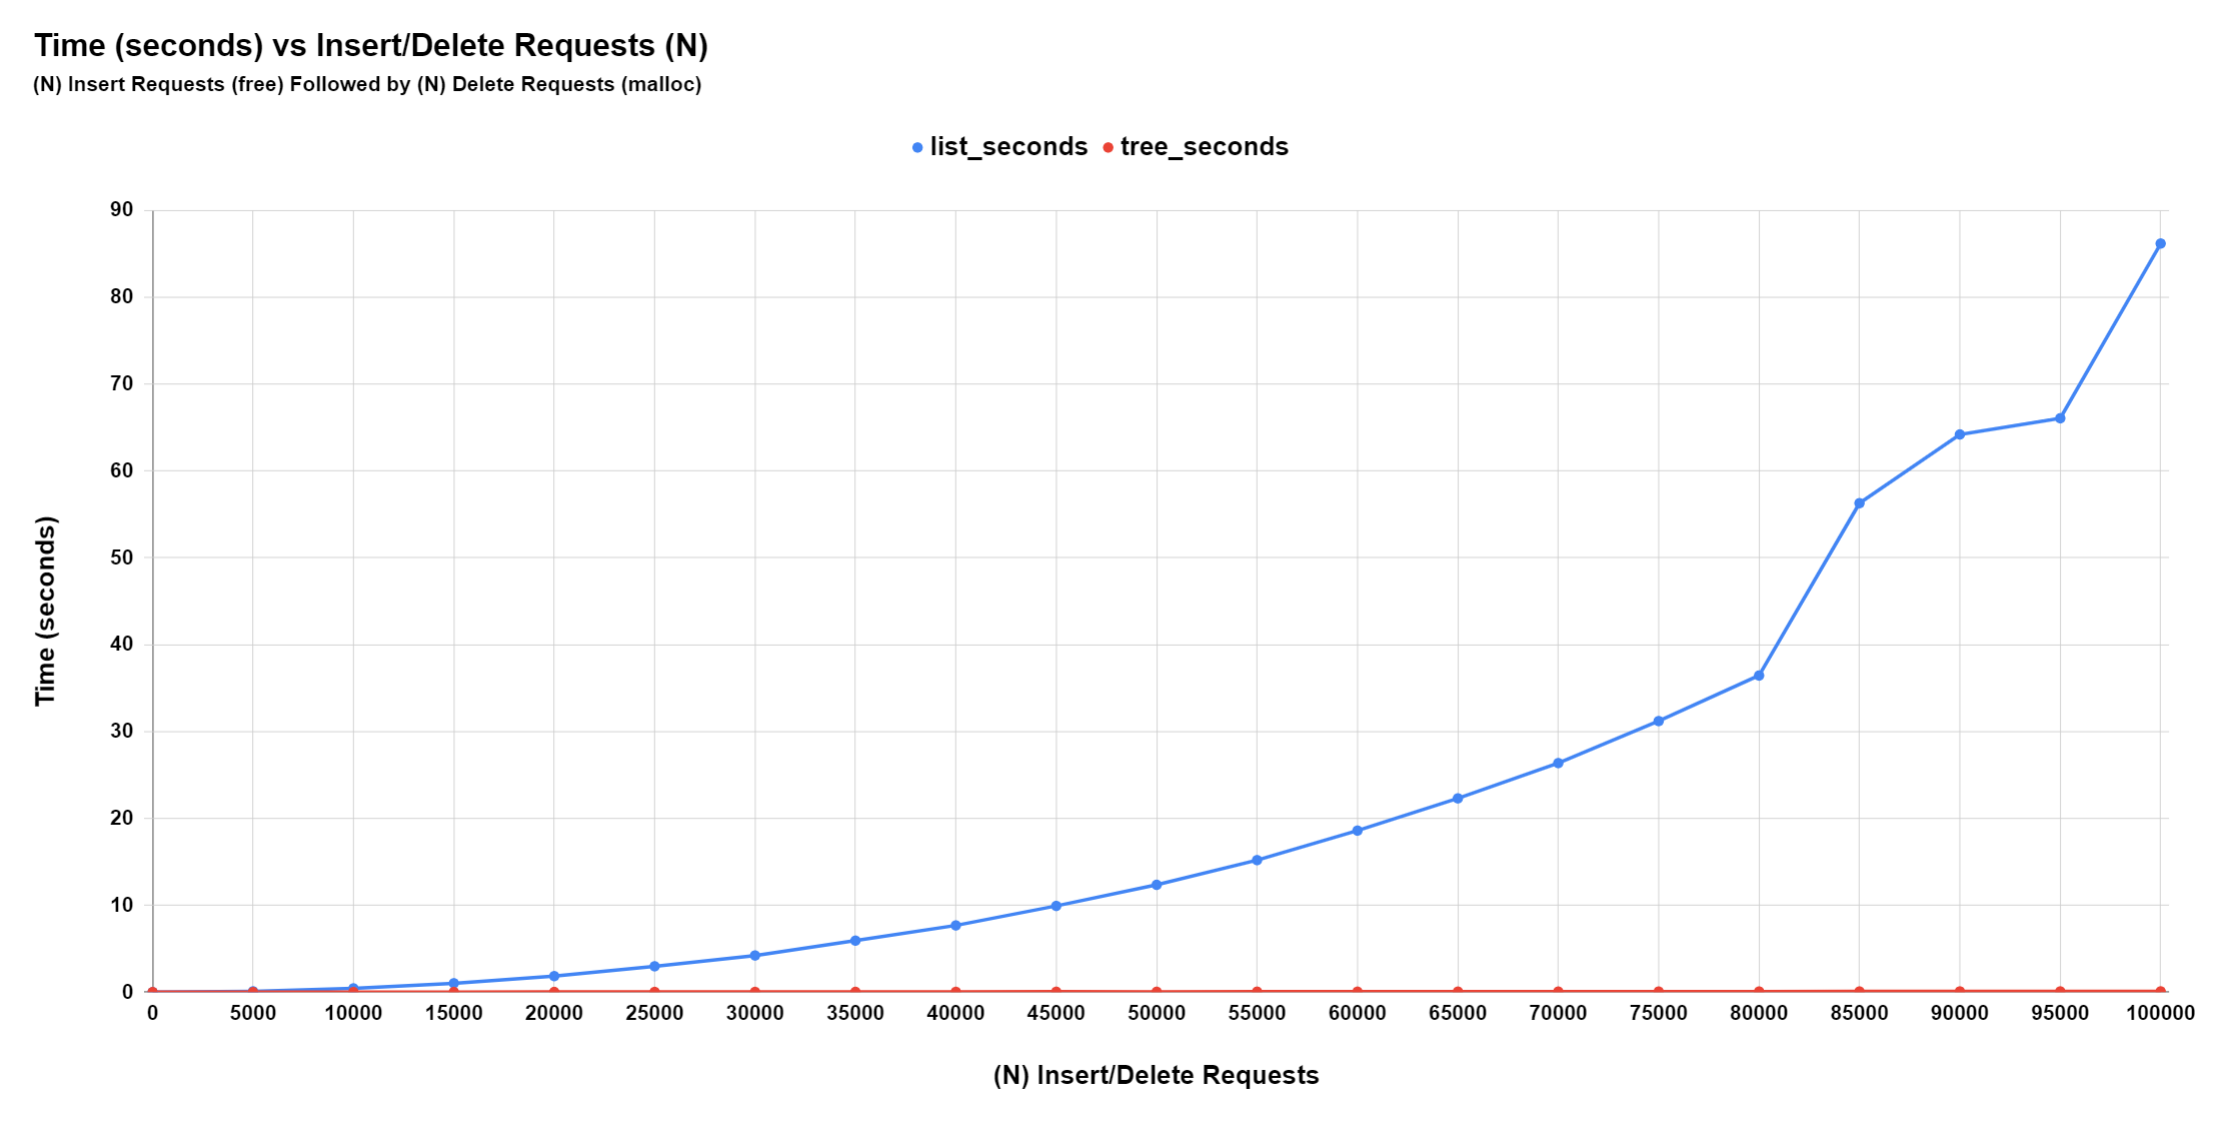 Time (seconds) vs Insert/Delete Requests (N)
(N) Insert Requests (free) Followed by (N) Delete Requests (malloc)
list_seconds tree_seconds
90
80
70
60
50
40
30
20
10
0
Time (seconds)
0 5000 10000 15000 20000 25000 30000 35000 40000 45000 50000 55000 60000 65000 70000 75000 80000 85000 90000 95000 100000
(N) Insert/Delete Requests